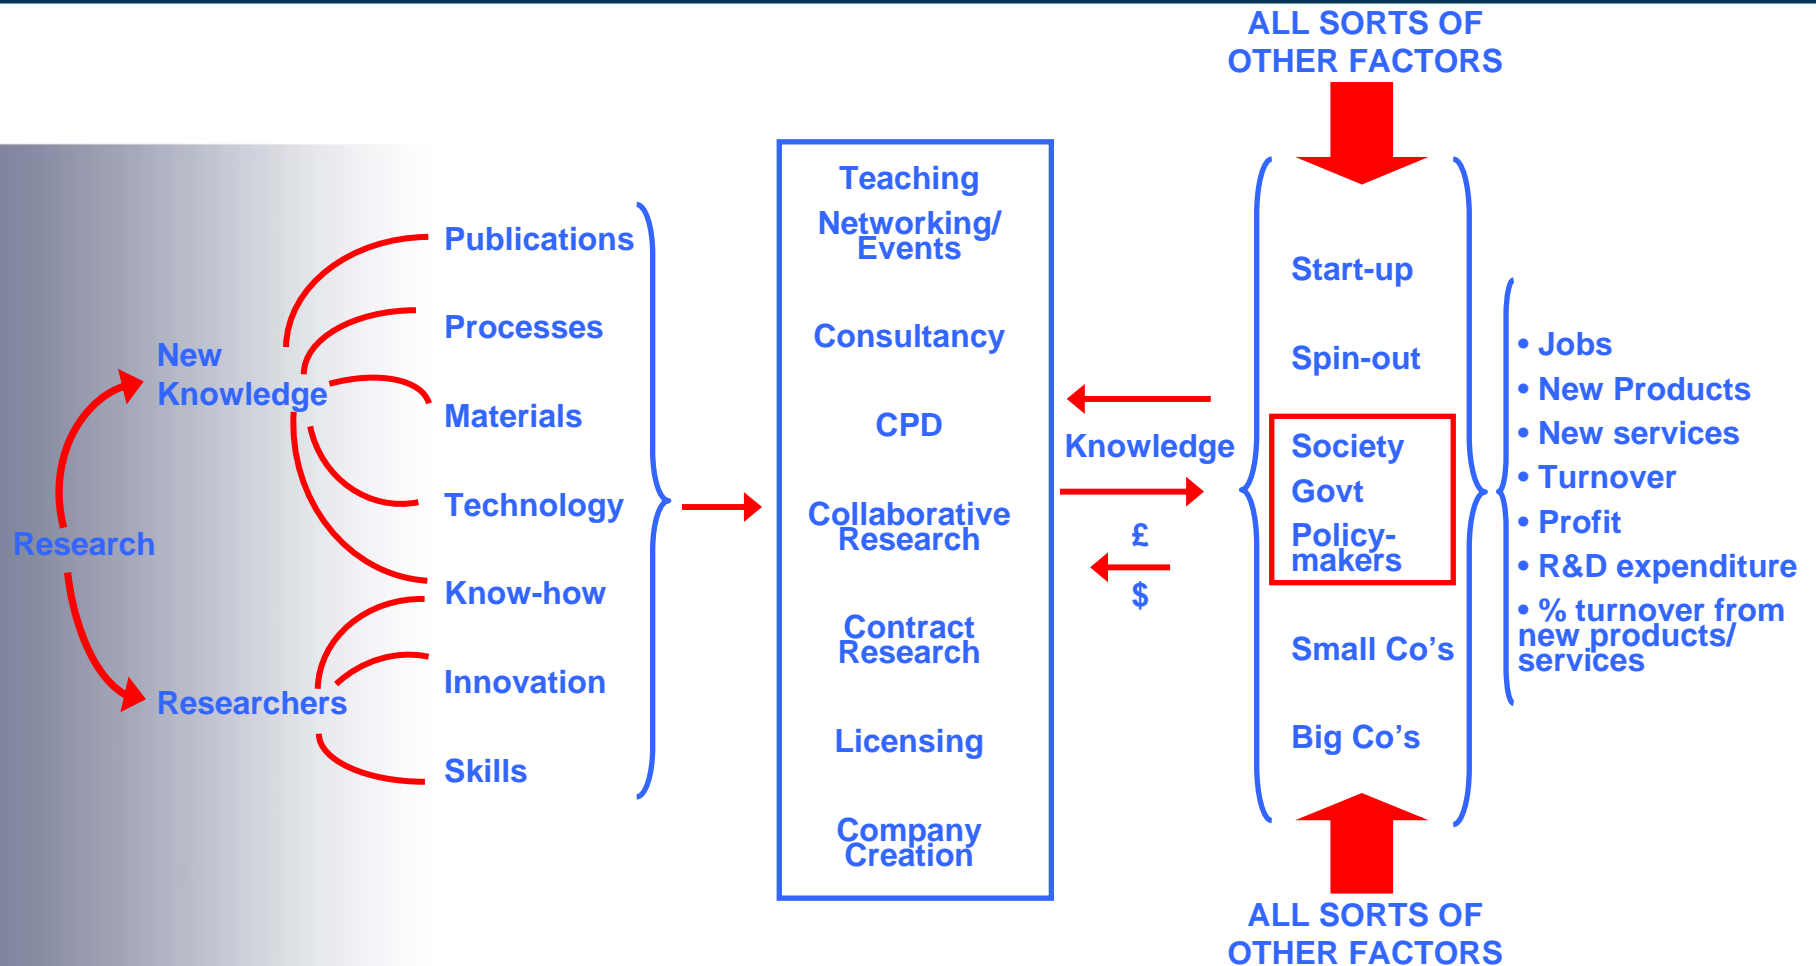 ALL SORTS OF
OTHER FACTORS
Research
New
Knowledge
Researchers
Publications
Processes
Materials
Technology
Know-how
Innovation
Skills
Teaching
Networking/
Events
Consultancy
CPD
Collaborative
Research
Contract
Research
Licensing
Company
Creation
Knowledge
£
$
Start-up
Spin-out
Society
Govt
Policy-
makers
Small Co’s
Big Co’s
• Jobs
• New Products
• New services
• Turnover
• Profit
• R&D expenditure
• % turnover from
new products/
services
ALL SORTS OF
OTHER FACTORS